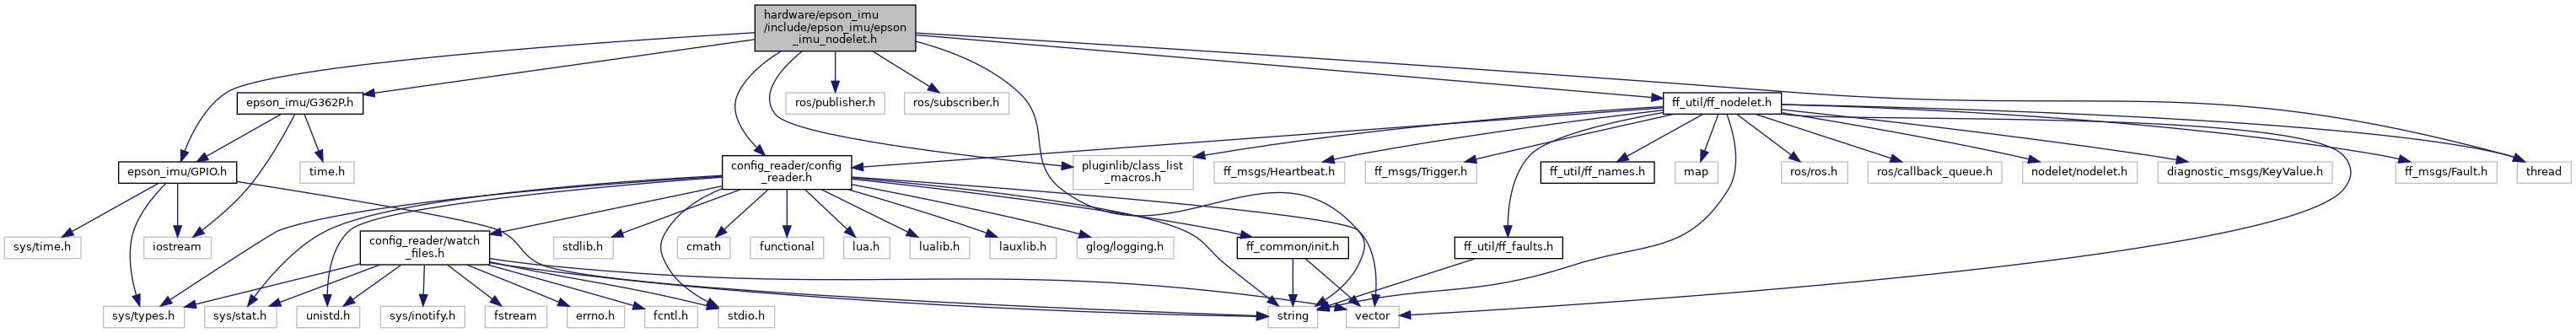 hardware/epson_imu
/include/epson_imu/epson
_imu_nodelet.h
epson_imu/G362P.h
ros/publisher.h
ros/subscriber.h
ff_util/ff_nodelet.h
epson_imu/GPIO.h
time.h
config_reader/config
_reader.h
pluginlib/class_list
_macros.h
ff_msgs/Heartbeat.h
ff_msgs/Trigger.h
ff_util/ff_names.h
map
ros/ros.h
ros/callback_queue.h
nodelet/nodelet.h
diagnostic_msgs/KeyValue.h
ff_msgs/Fault.h
thread
sys/time.h
iostream
config_reader/watch
_files.h
stdlib.h
cmath
functional
lua.h
lualib.h
lauxlib.h
glog/logging.h
ff_common/init.h
ff_util/ff_faults.h
sys/types.h
sys/stat.h
unistd.h
sys/inotify.h
fstream
errno.h
fcntl.h
stdio.h
string
vector